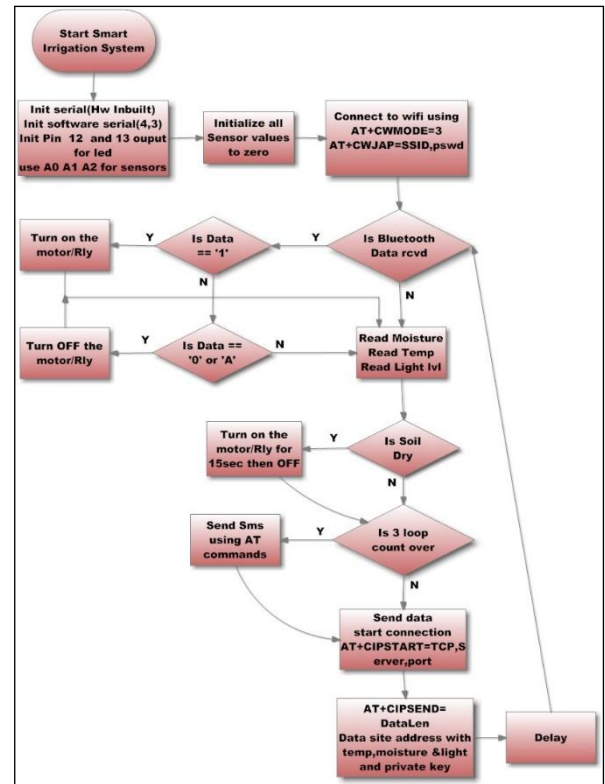 Start Smart
Irrigation System
Init serial(Hw Inbuilt)
Init software serial(4,3)
Init Pin 12 and 13 ouput
for led
use A0 A1 A2 for sensors
Initialize all
Sensor values
to zero
Connect to wifi using
AT+CWMODE=3
AT+CWJAP=SSID,pswd
Turn on the
motor/Rly
Y
Is Data
== '1'
Y
Is Bluetooth
Data rcvd
N
N
Turn OFF the
motor/Rly
Y
Is Data ==
'0' or 'A'
N
Read Moisture
Read Temp
Read Light lvl
Turn on the
motor/Rly for
15sec then OFF
Y
Is Soil
Dry
N
Send Sms
using AT
commands
Y
Is 3 loop
count over
N
Send data
start connection
AT+CIPSTART=TCP,S
erver,port
AT+CIPSEND=
DataLen
Data site address with
temp,moisture &light
and private key
Delay